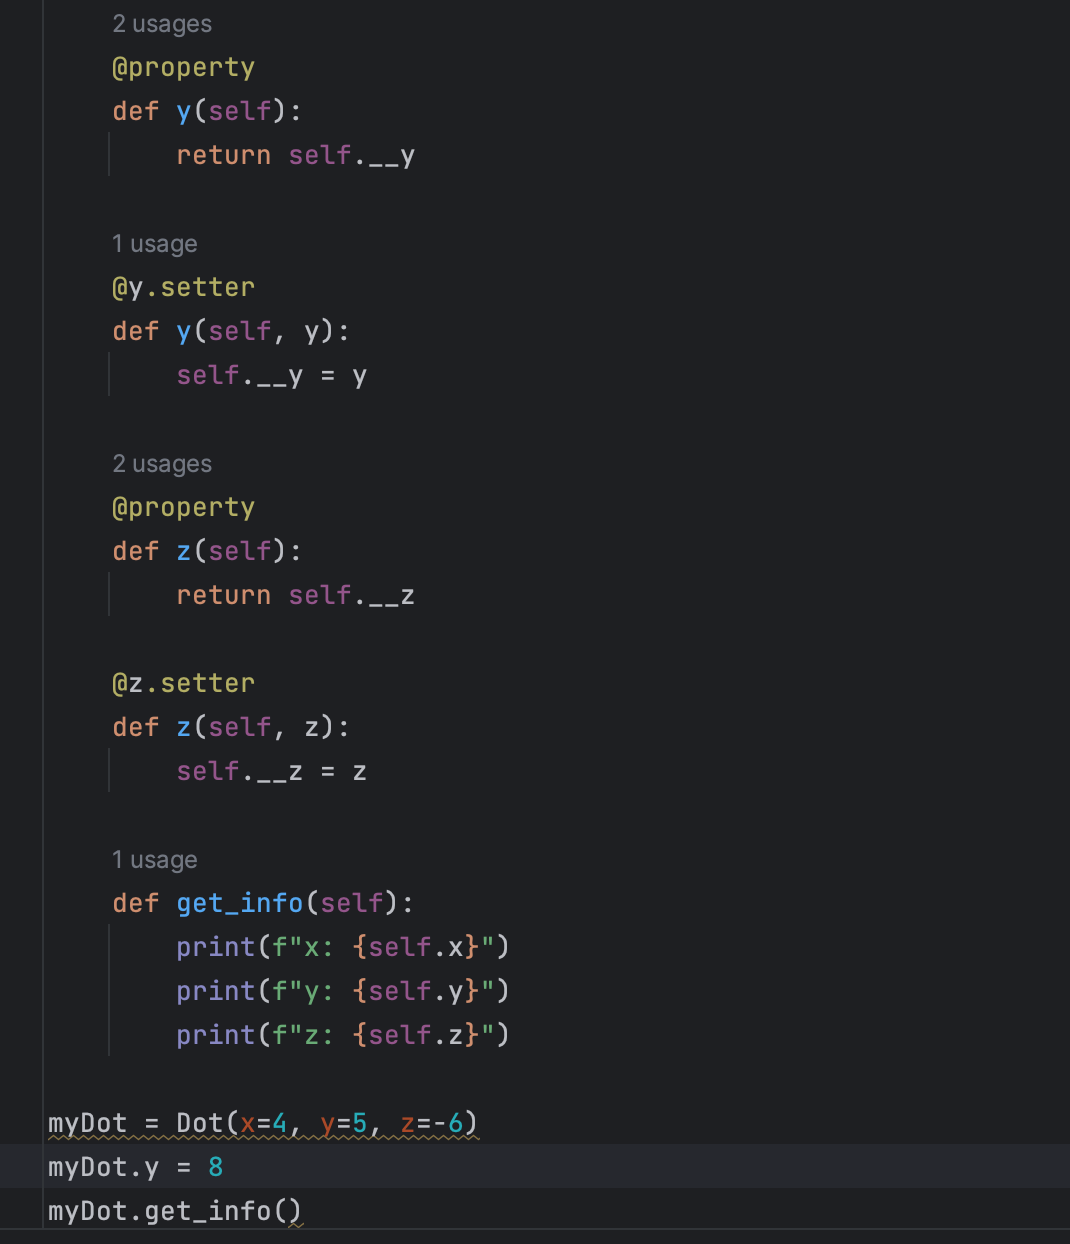 2 usages
@property
def y(self):
return self.__y
1 usage
@y.setter
def y(self, y):
self.__y = y
2 usages
@property
def z(self):
return self.__z
@z.setter
def z(self, z):
self.__z = z
1 usage
def get_info(self):
print(f"x: {self.x}")
print(f"y: {self.y}")
print(f"z: {self.z}")
myDot = Dot(x=4, y=5, z=-6)
myDot.y = 8
myDot.get_info()